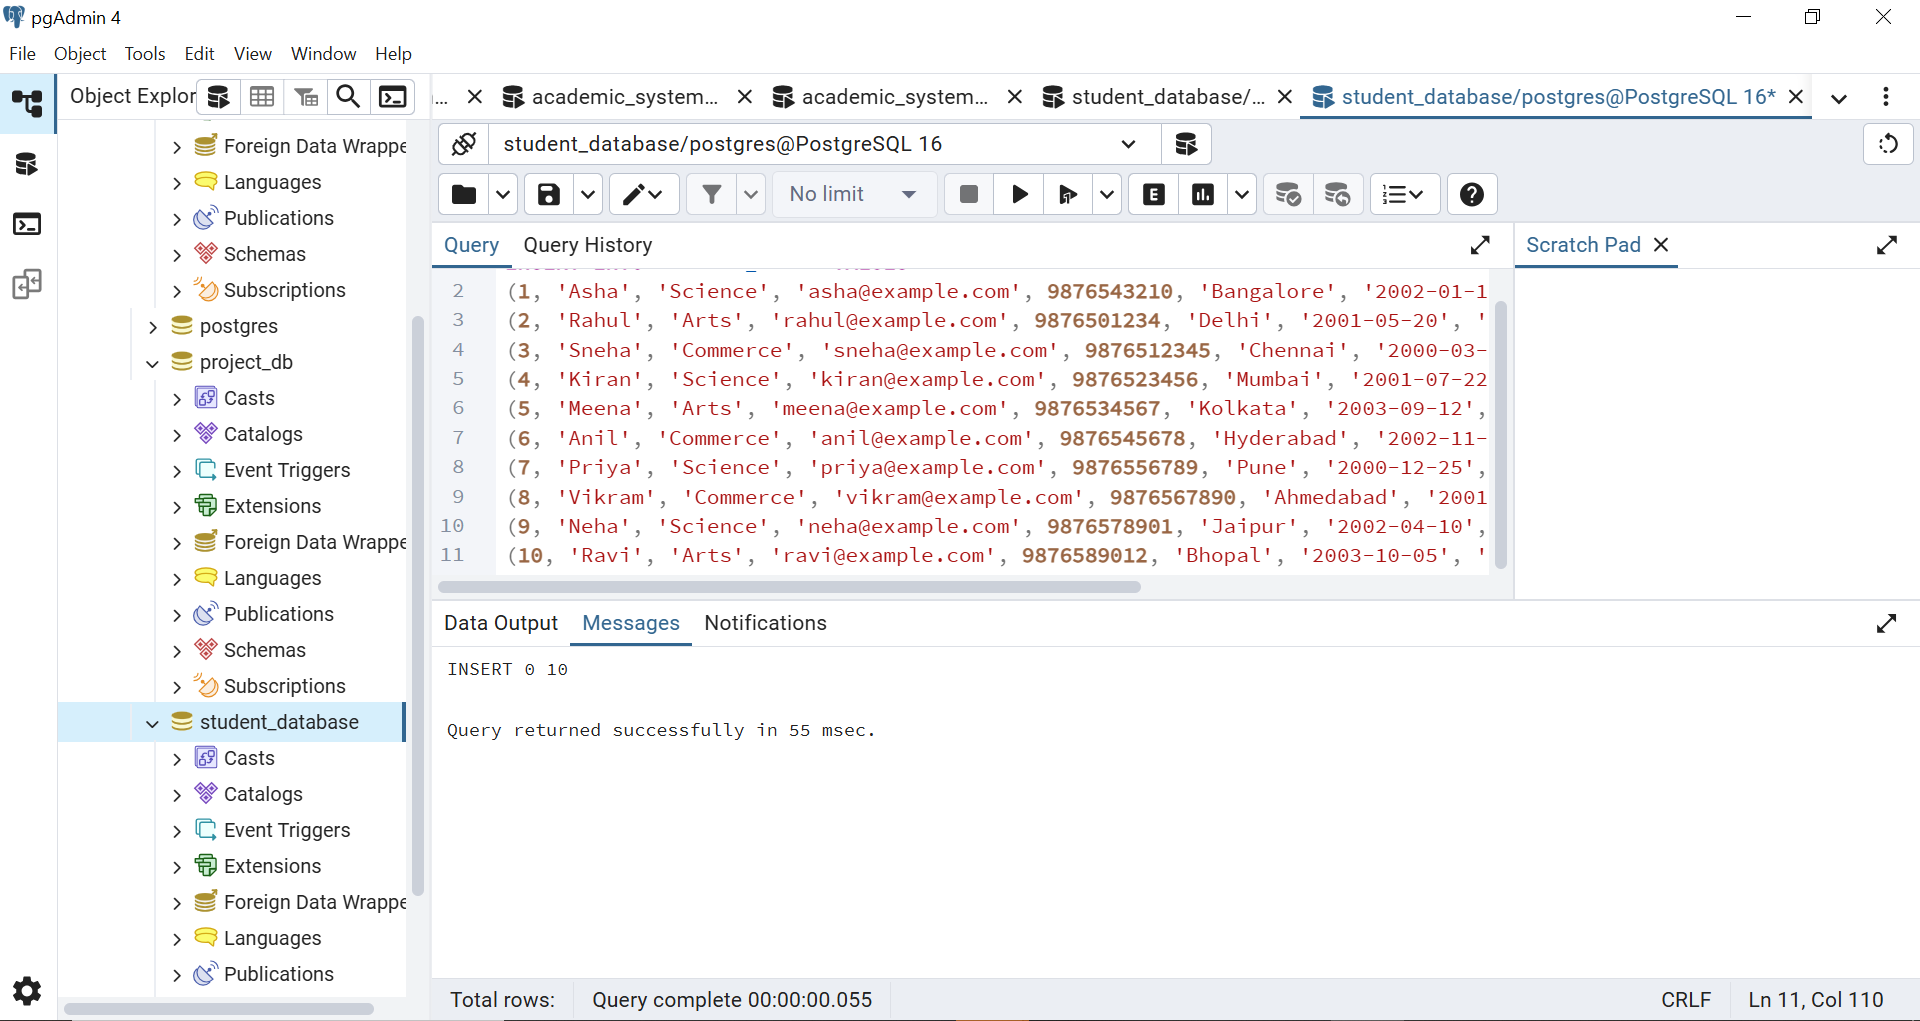 pgAdmin 4
File Object Tools Edit View Window Help
Object Explor
... academic_system... academic_system... student_database/... student_database/postgres@PostgreSQL 16*
student_database/postgres@PostgreSQL 16
No limit
E
Query Query History
Scratch Pad
2 (1, 'Asha', 'Science', 'asha@example.com', 9876543210, 'Bangalore', '2002-01-1
3 (2, 'Rahul', 'Arts', 'rahul@example.com', 9876501234, 'Delhi', '2001-05-20', '
4 (3, 'Sneha', 'Commerce', 'sneha@example.com', 9876512345, 'Chennai', '2000-03-
5 (4, 'Kiran', 'Science', 'kiran@example.com', 9876523456, 'Mumbai', '2001-07-22
6 (5, 'Meena', 'Arts', 'meena@example.com', 9876534567, 'Kolkata', '2003-09-12',
7 (6, 'Anil', 'Commerce', 'anil@example.com', 9876545678, 'Hyderabad', '2002-11-
8 (7, 'Priya', 'Science', 'priya@example.com', 9876556789, 'Pune', '2000-12-25',
9 (8, 'Vikram', 'Commerce', 'vikram@example.com', 9876567890, 'Ahmedabad', '2001
10 (9, 'Neha', 'Science', 'neha@example.com', 9876578901, 'Jaipur', '2002-04-10',
11 (10, 'Ravi', 'Arts', 'ravi@example.com', 9876589012, 'Bhopal', '2003-10-05', '
Data Output Messages Notifications
INSERT 0 10
Query returned successfully in 55 msec.
Foreign Data Wrappe
Languages
Publications
Schemas
Subscriptions
postgres
project_db
Casts
Catalogs
Event Triggers
Extensions
Foreign Data Wrappe
Languages
Publications
Schemas
Subscriptions
student_database
Casts
Catalogs
Event Triggers
Extensions
Foreign Data Wrappe
Languages
Publications
Total rows: Query complete 00:00:00.055
CRLF Ln 11, Col 110